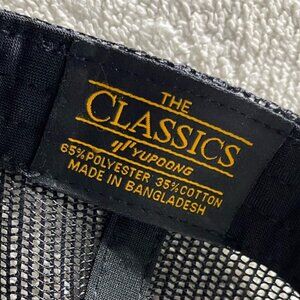 THE
CLASSICS
YUPOONG
65% POLYESTER 35% COTTON
MADE IN BANGLADESH